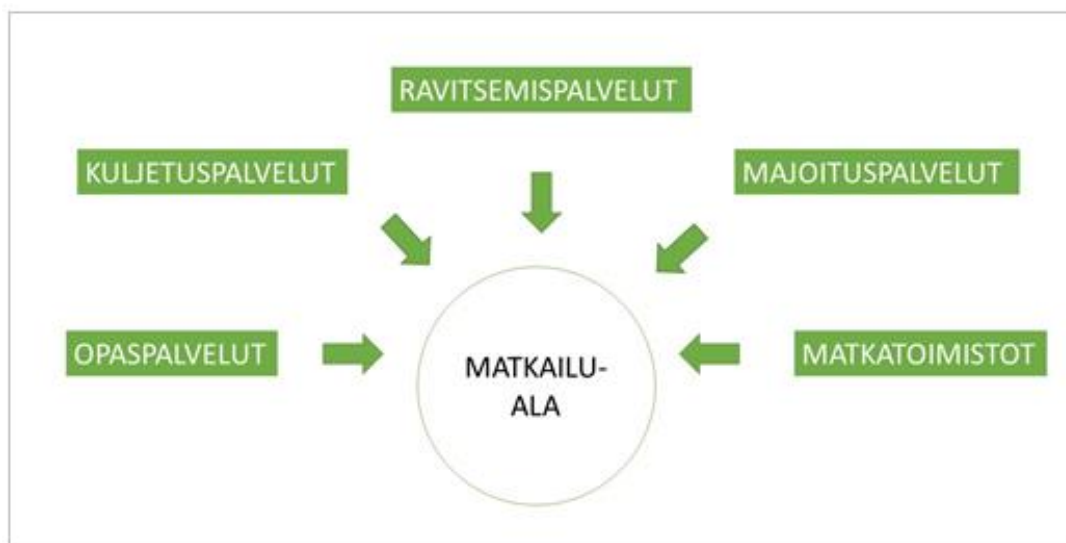 RAVITSEMISPALVELUT
KULJETUSPALVELUT
MAJOITUSPALVELUT
OPASPALVELUT
MATKAILU-
ALA
MATKATOIMISTOT